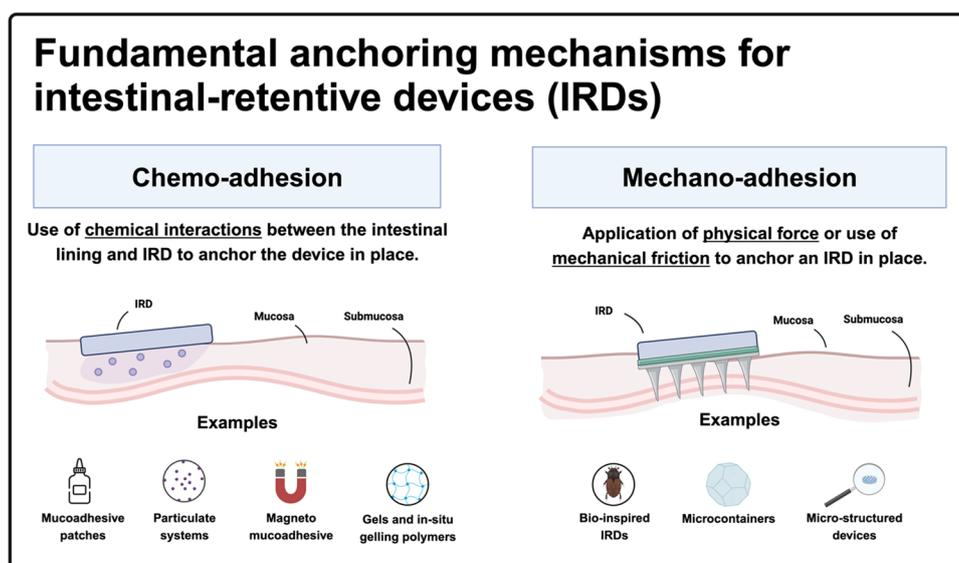 Fundamental anchoring mechanisms for
intestinal-retentive devices (IRDs)
Chemo-adhesion
Use of chemical interactions between the intestinal
lining and IRD to anchor the device in place.
IRD
Mucosa
Submucosa
Examples
Mucoadhesive
patches
Particulate
systems
Magneto
mucoadhesive
Gels and in-situ
gelling polymers
Mechano-adhesion
Application of physical force or use of
mechanical friction to anchor an IRD in place.
IRD
Mucosa
Submucosa
Examples
Bio-inspired
IRDs
Microcontainers
Micro-structured
devices